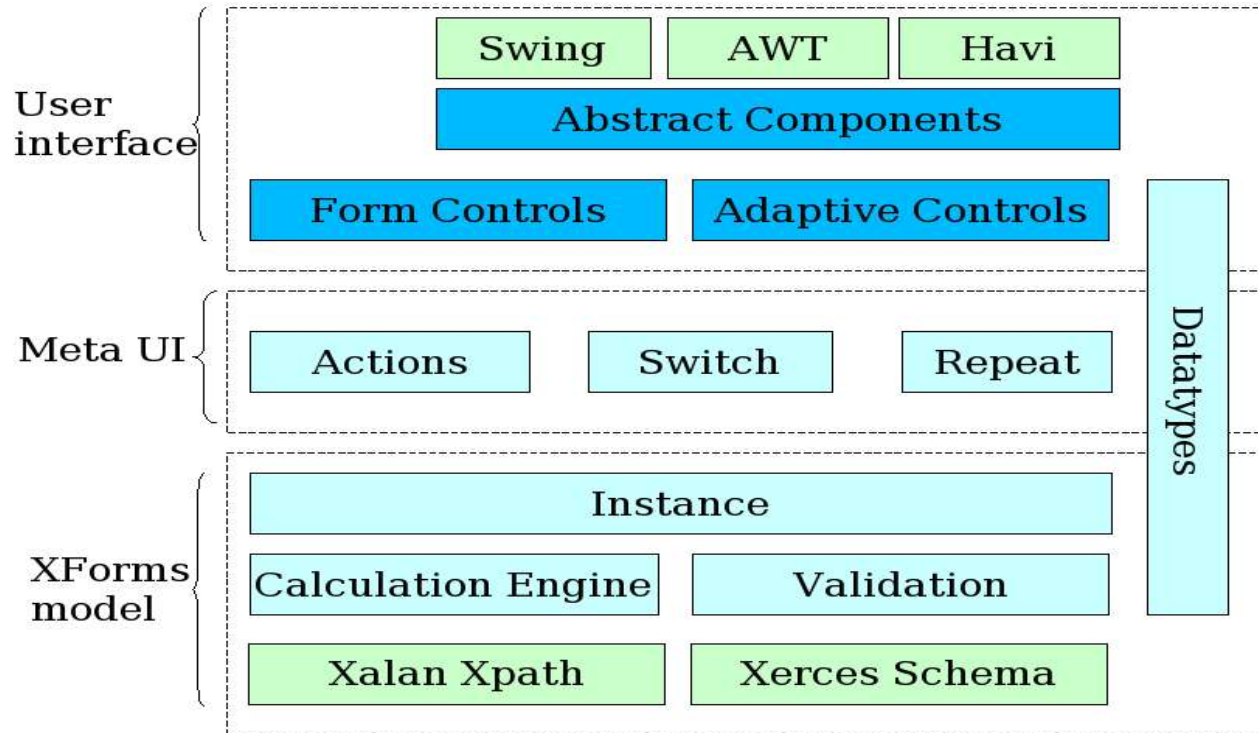 Swing
AWT
Havi
User
interface
Abstract Components
Form Controls
Adaptive Controls
Meta UI
Actions
Switch
Repeat
Datatypes
XForms
model
Instance
Calculation Engine
Validation
Xalan Xpath
Xerces Schema